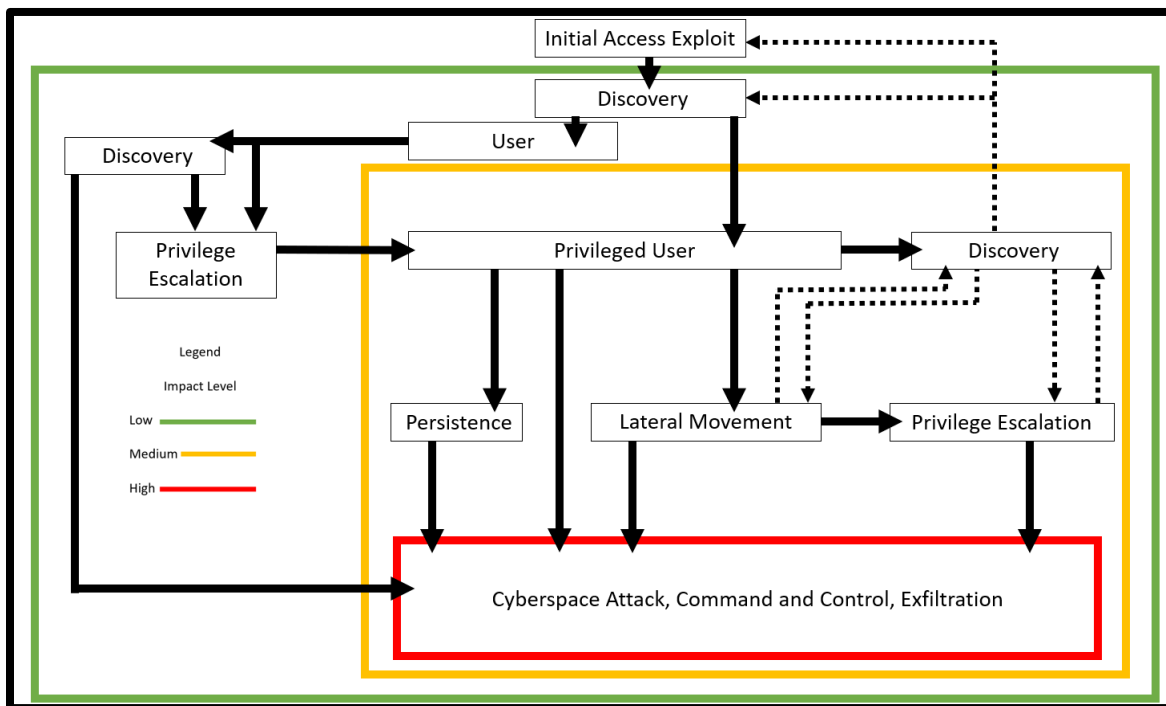 Initial Access Exploit
Discovery
User
Discovery
Privilege
Escalation
Privileged User
Discovery
Legend
Impact Level
Low
Medium
High
Persistence
Lateral Movement
Privilege Escalation
Cyberspace Attack, Command and Control, Exfiltration